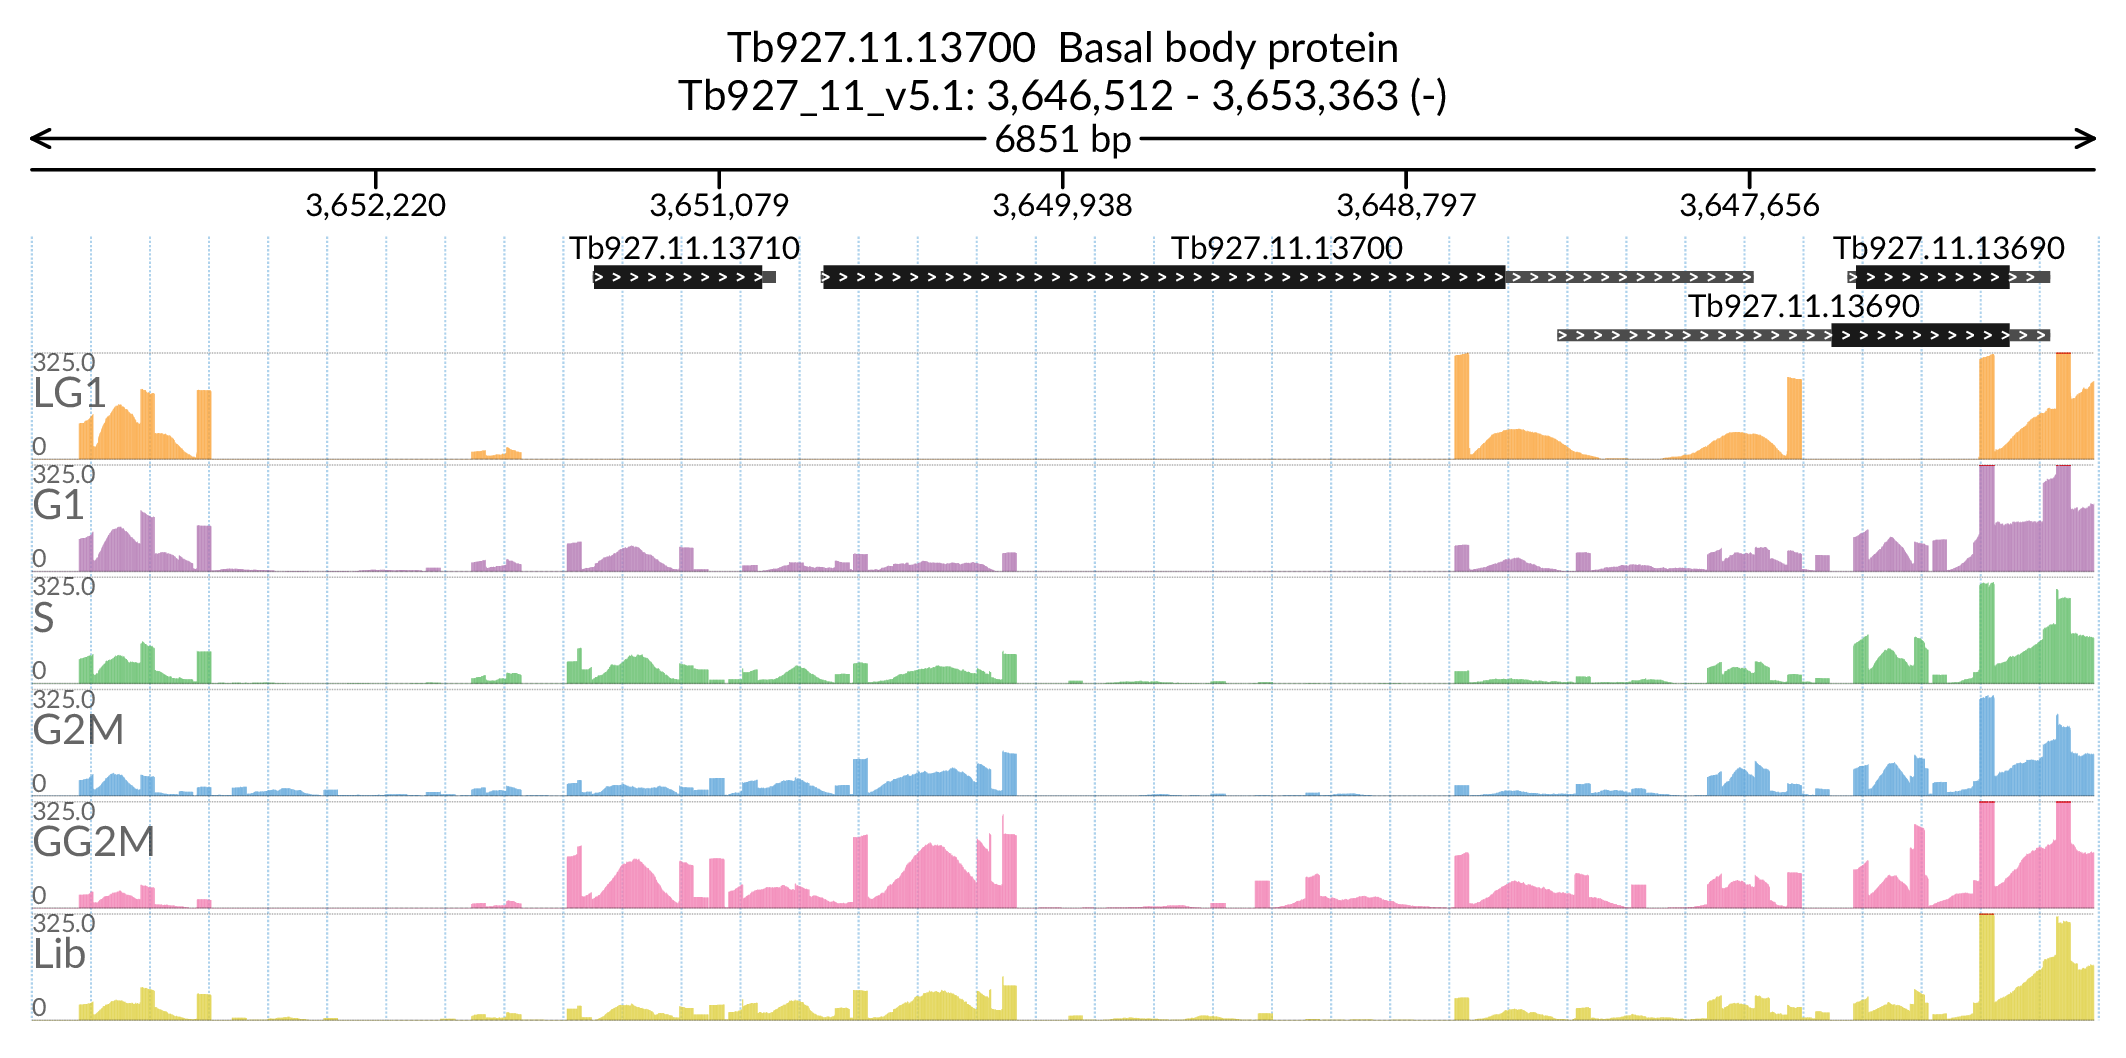 Tb927.11.13700 Basal body protein
Tb927_11_v5.1: 3,646,512 - 3,653,363 (-)
6851 bp
3,652,220 3,651,079 3,649,938 3,648,797 3,647,656
Tb927.11.13710 Tb927.11.13700 Tb927.11.13690
Tb927.11.13690
325.0
LG1
0
325.0
G1
0
325.0
S
0
325.0
G2M
0
325.0
GG2M
0
325.0
Lib
0